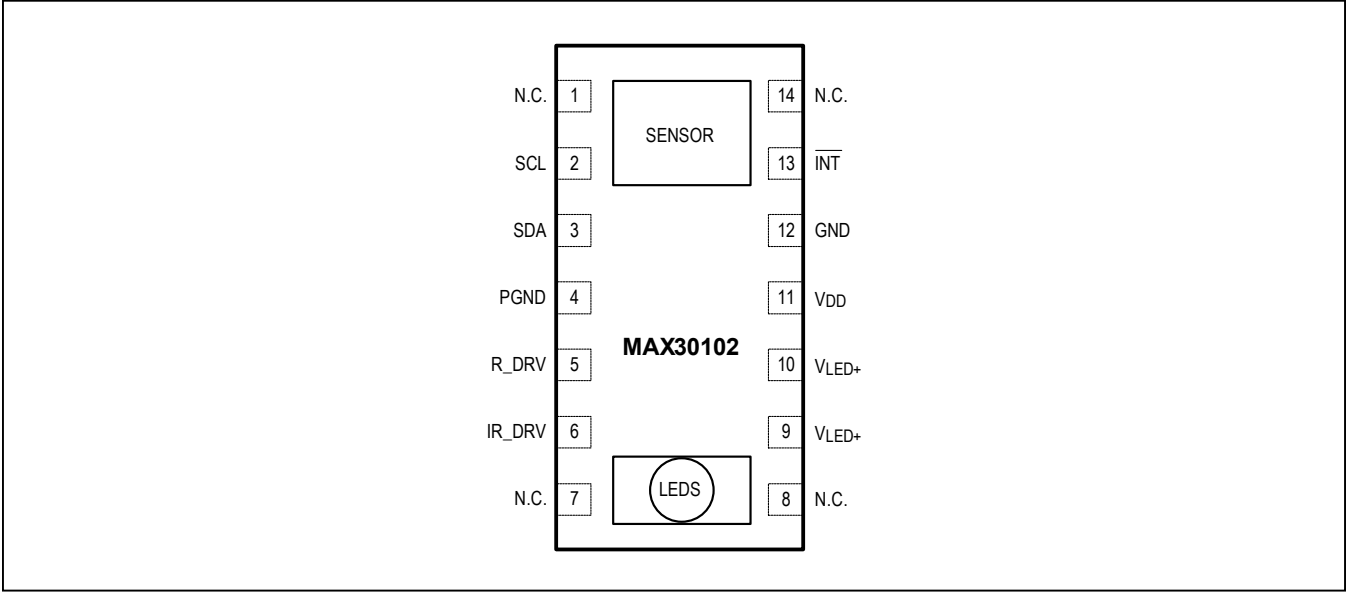 N.C. 1 SENSOR 14 N.C.
SCL 2 13 I̅N̅T̅
SDA 3 12 GND
PGND 4 11 VDD
MAX30102
R_DRV 5 10 VLED+
IR_DRV 6 9 VLED+
N.C. 7 LEDS 8 N.C.